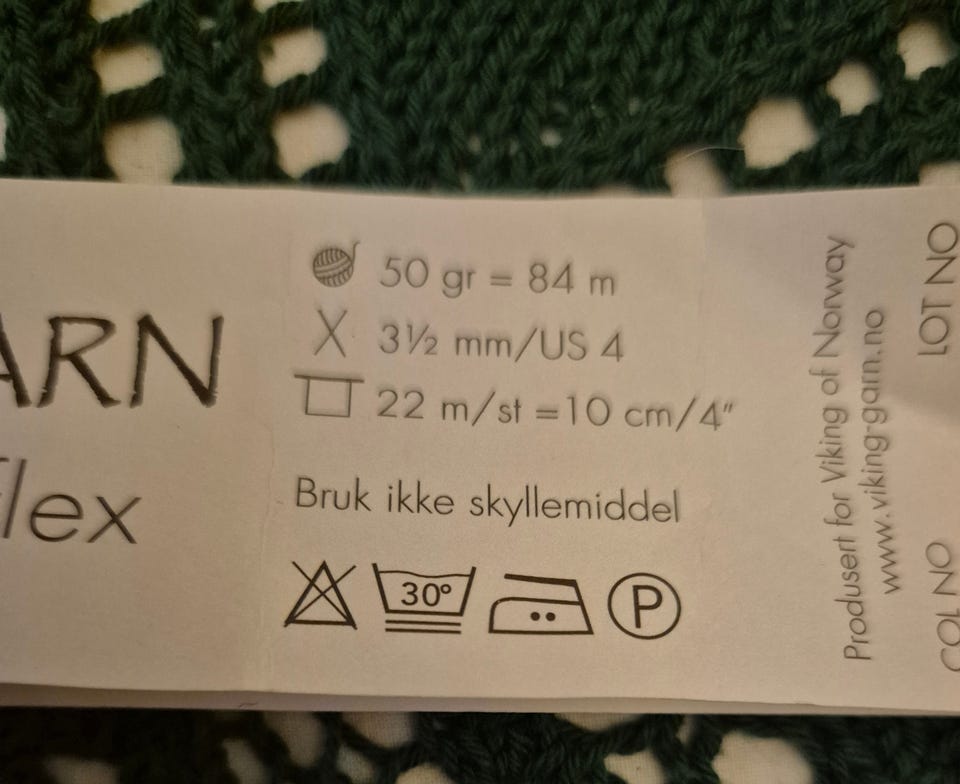 ARN
flex
50 gr = 84 m
3½ mm/US 4
22 m/st =10 cm/4"
Bruk ikke skyllemiddel
30°
P
Produsert for Viking of Norway
www.viking-garn.no
LOT NO
COL NO